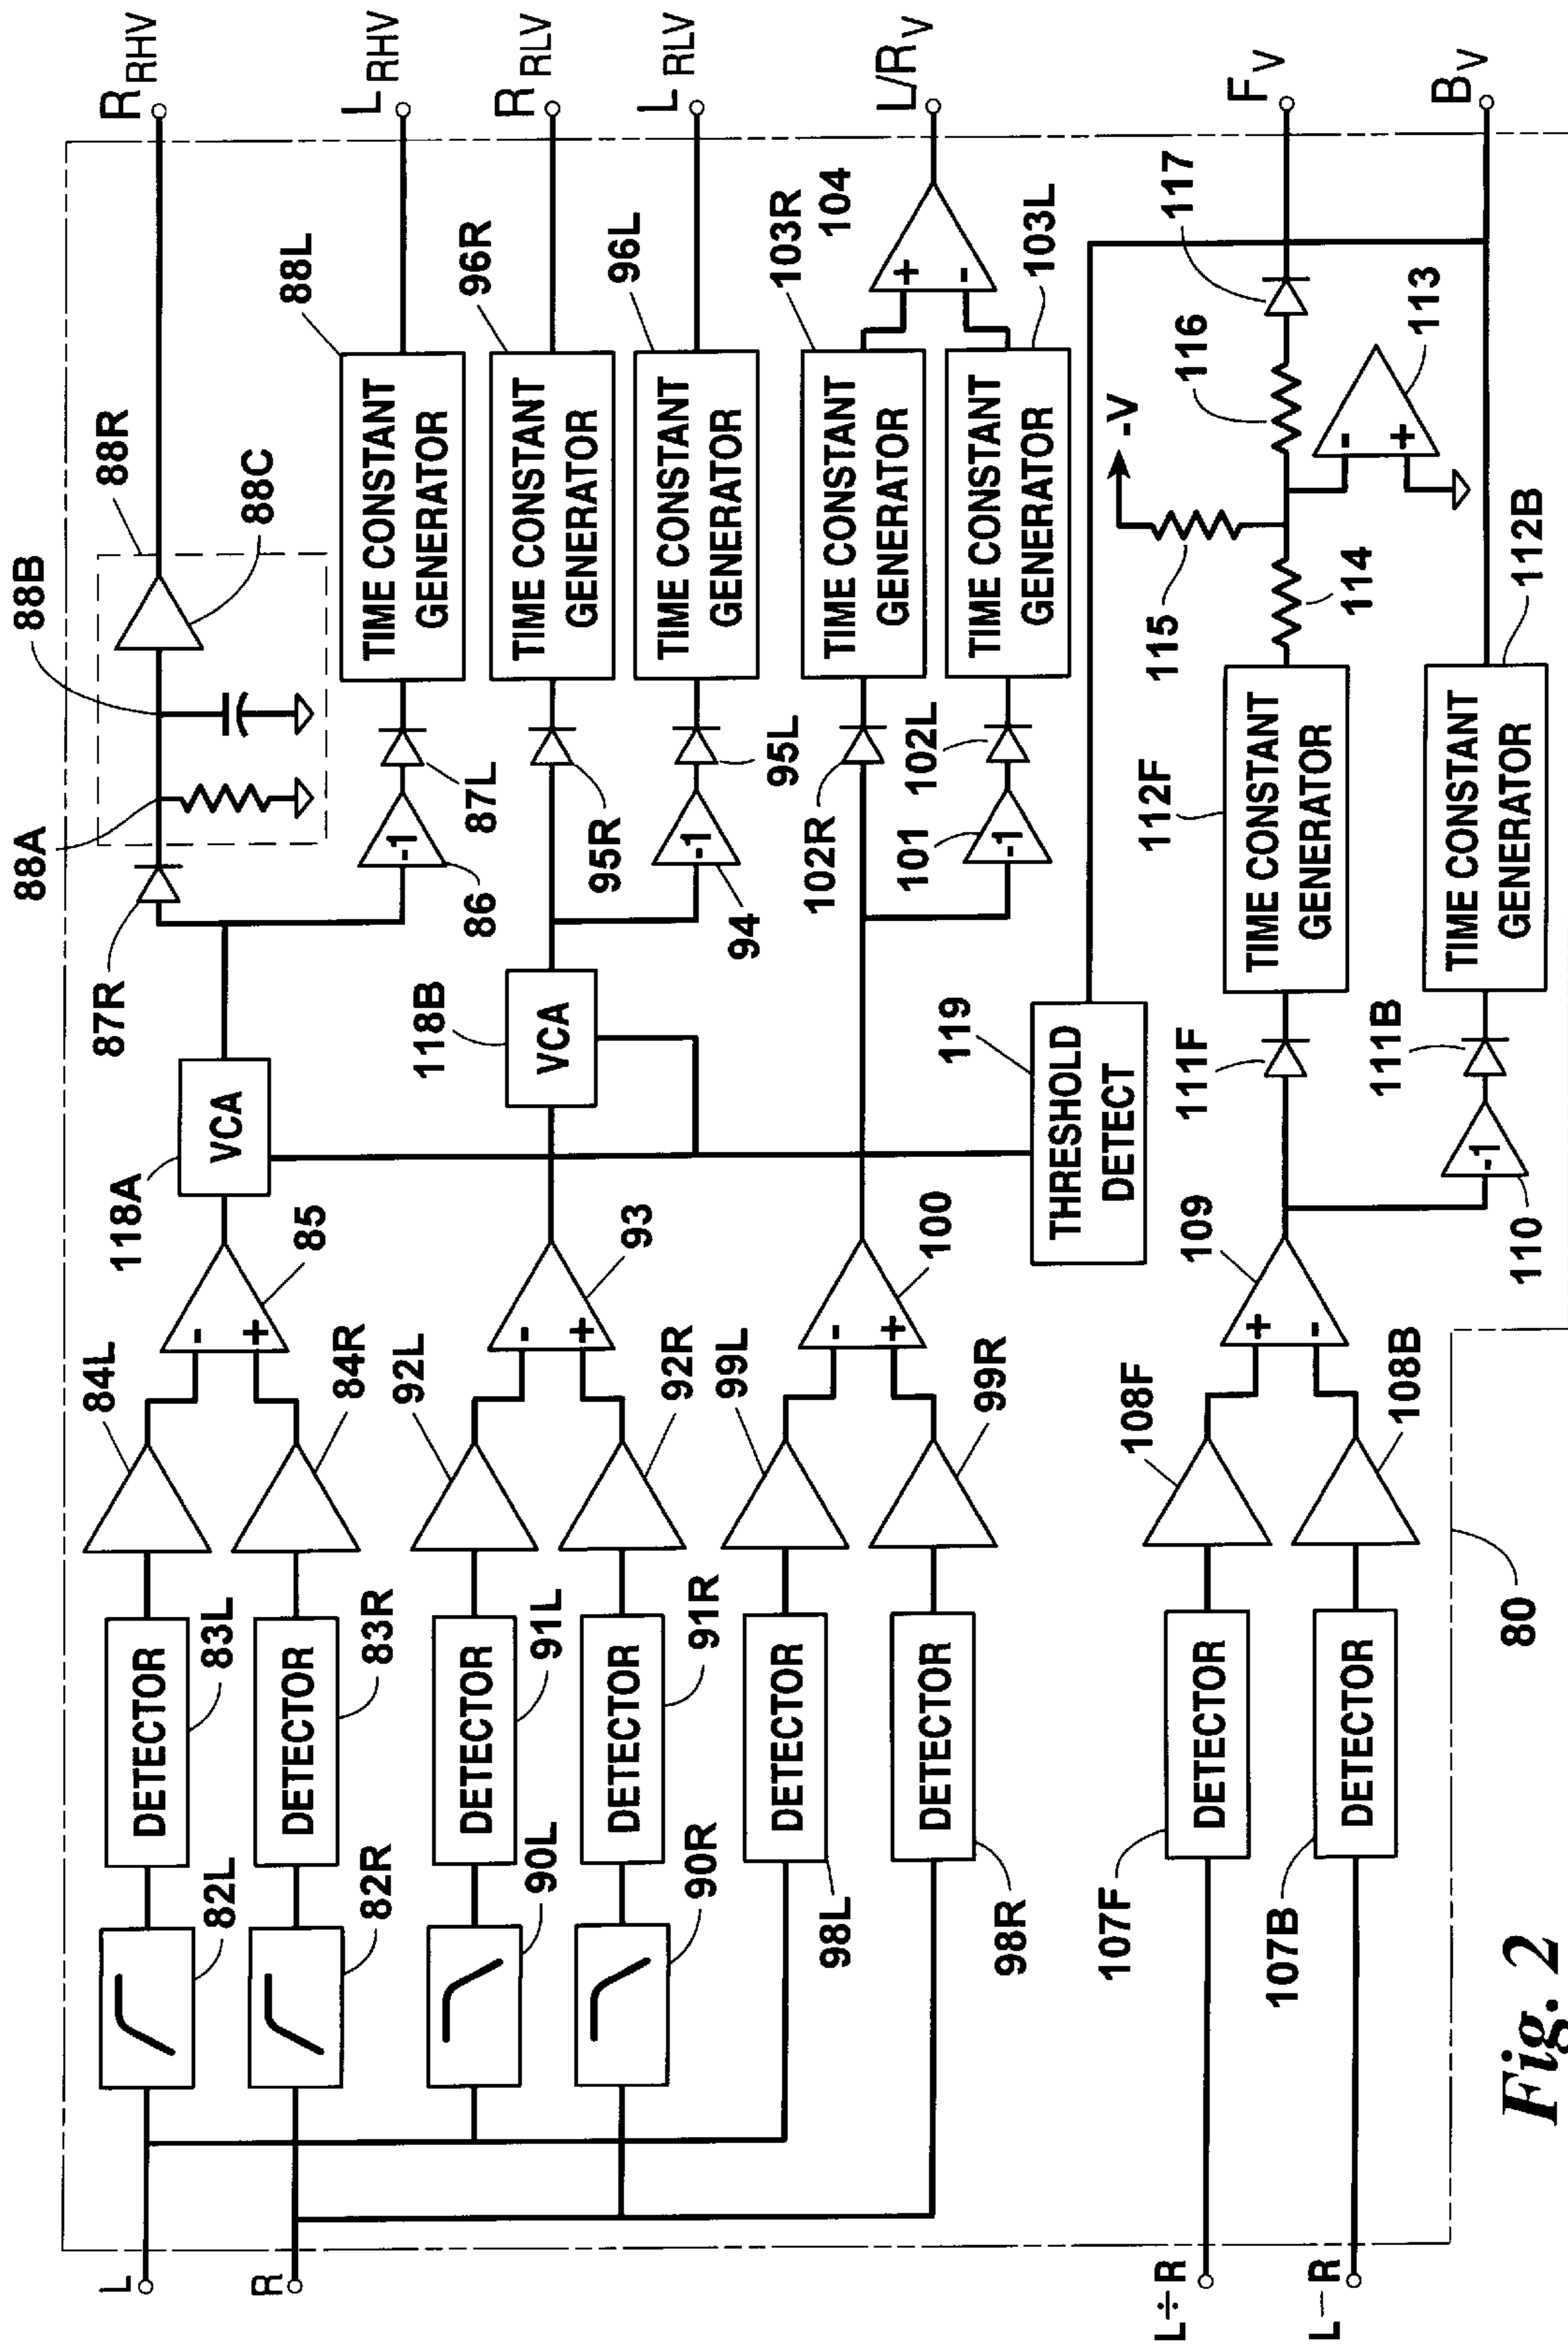 R RHV
L RHV
R RLV
L RLV
L/R V
F V
B V
88R
88C
88B
88A
87R
88L
TIME CONSTANT
GENERATOR
87L
-1
86
96R
TIME CONSTANT
GENERATOR
95R
96L
TIME CONSTANT
GENERATOR
95L
-1
94
103R
TIME CONSTANT
GENERATOR
102R
104
+
-
103L
TIME CONSTANT
GENERATOR
102L
101
-1
117
116
-V
115
114
113
-
+
112F
TIME CONSTANT
GENERATOR
111F
112B
TIME CONSTANT
GENERATOR
111B
-1
110
118A
VCA
118B
VCA
119
THRESHOLD
DETECT
85
-
+
93
-
+
100
-
+
109
+
-
84L
84R
92L
92R
99L
99R
108F
108B
DETECTOR
83L
DETECTOR
83R
DETECTOR
91L
DETECTOR
91R
DETECTOR
98L
DETECTOR
98R
DETECTOR
107F
DETECTOR
107B
82L
82R
90L
90R
L
R
L÷R
L-R
80
Fig. 2